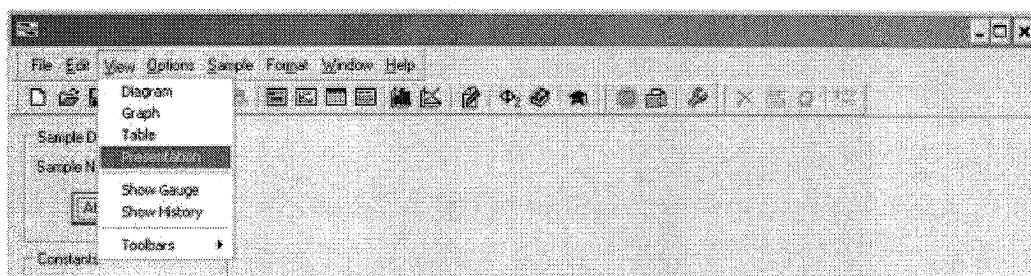 File Edit View Options Sample Format Window Help
Diagram
Graph
Sample D
Table
Presentation
Sample N
Show Gauge
Show History
Toolbars
Constants